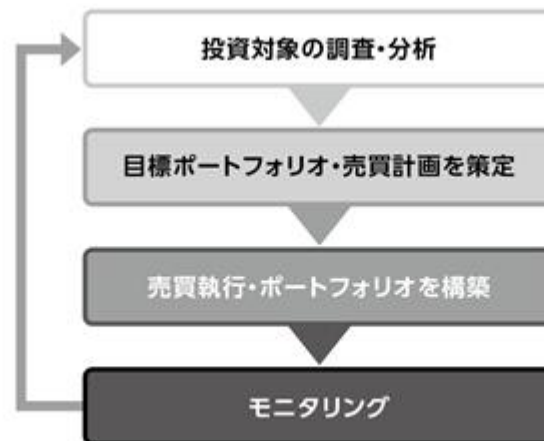 投資対象の調査・分析
目標ポートフォリオ・売買計画を策定
売買執行・ポートフォリオを構築
モニタリング